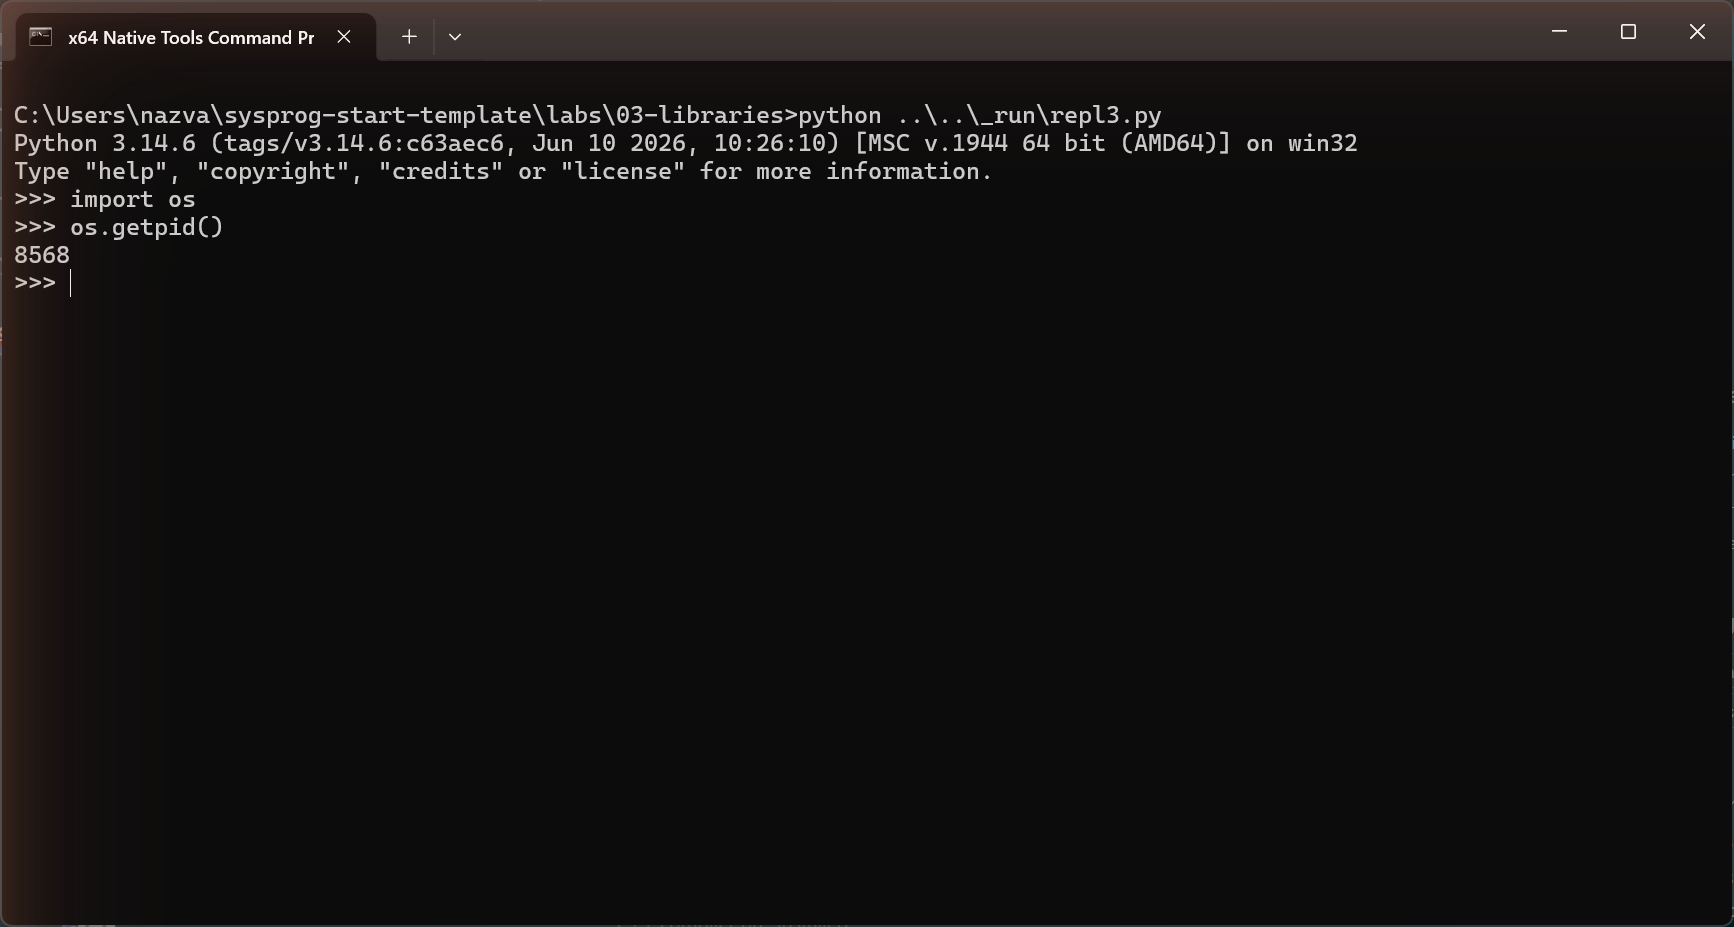 x64 Native Tools Command Pr
C:\Users\nazva\sysprog-start-template\labs\03-libraries>python ..\..\_run\repl3.py
Python 3.14.6 (tags/v3.14.6:c63aec6, Jun 10 2026, 10:26:10) [MSC v.1944 64 bit (AMD64)] on win32
Type "help", "copyright", "credits" or "license" for more information.
>>> import os
>>> os.getpid()
8568
>>>